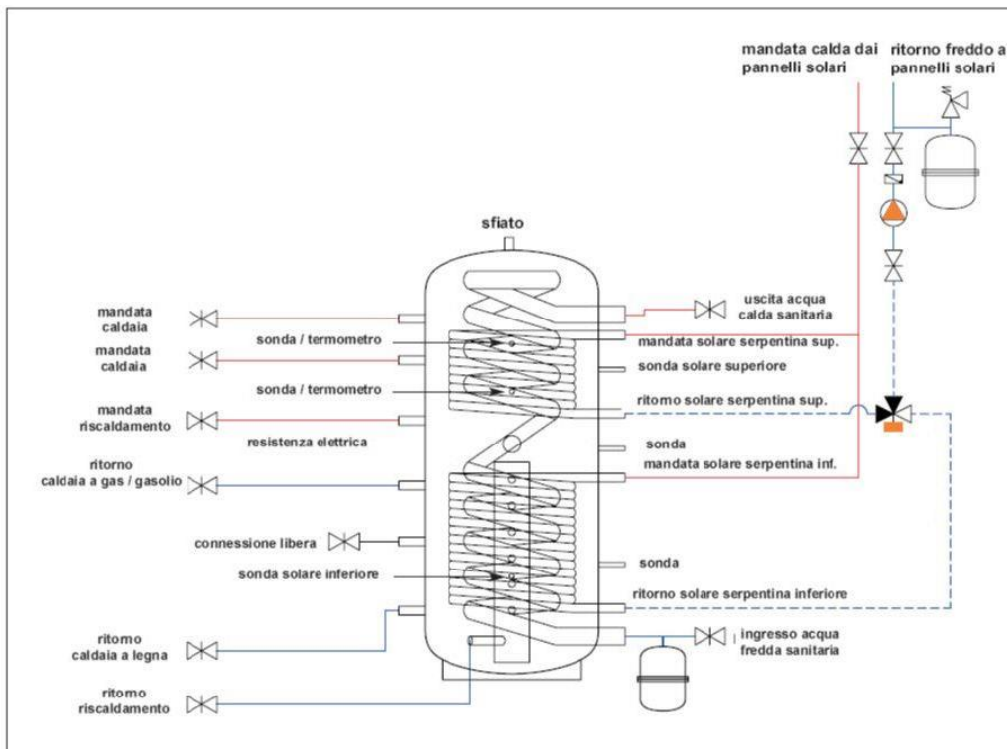 mandata calda dai
pannelli solari
ritorno freddo a
pannelli solari
sfiato
mandata
caldaia
sonda / termometro
mandata
caldaia
sonda / termometro
mandata
riscaldamento
resistenza elettrica
ritorno
caldaia a gas / gasolio
connessione libera
sonda solare inferiore
ritorno
caldaia a legna
ritorno
riscaldamento
uscita acqua
calda sanitaria
mandata solare serpentina sup.
sonda solare superiore
ritorno solare serpentina sup.
sonda
mandata solare serpentina inf.
sonda
ritorno solare serpentina inferiore
ingresso acqua
fredda sanitaria